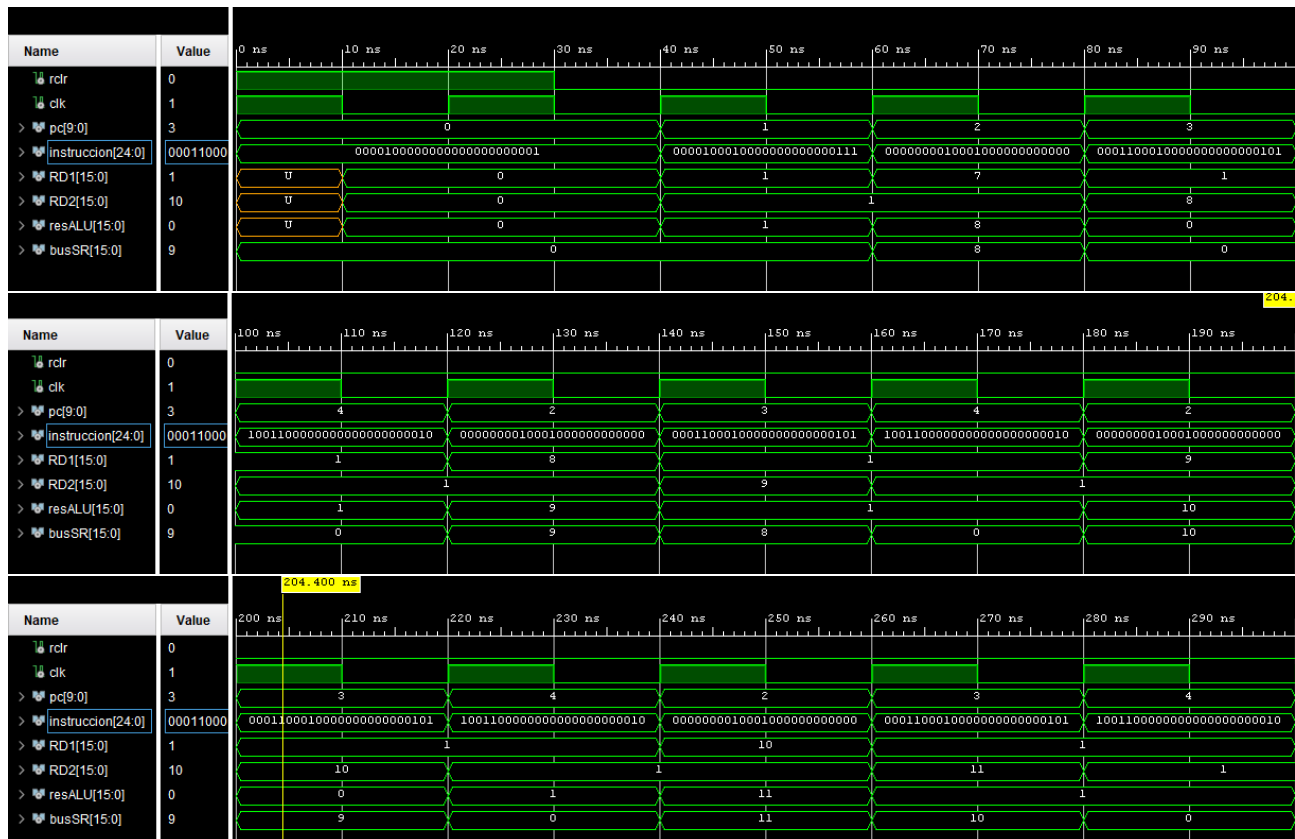 Name Value 0 ns 10 ns 20 ns 30 ns 40 ns 50 ns 60 ns 70 ns 80 ns 90 ns
rclr 0
clk 1
pc[9:0] 3 0 1 2 3
instruccion[24:0] 00011000 0000100000000000000000001 0000100010000000000000111 0000000010001000000000000 0001100010000000000000101
RD1[15:0] 1 U 0 1 7 1
RD2[15:0] 10 U 0 1 8
resALU[15:0] 0 U 0 1 8 0
busSR[15:0] 9 0 8 0
204.
Name Value 100 ns 110 ns 120 ns 130 ns 140 ns 150 ns 160 ns 170 ns 180 ns 190 ns
rclr 0
clk 1
pc[9:0] 3 4 2 3 4 2
instruccion[24:0] 00011000 1001100000000000000000010 0000000010001000000000000 0001100010000000000000101 1001100000000000000000010 0000000010001000000000000
RD1[15:0] 1 1 8 1 9
RD2[15:0] 10 1 9 1
resALU[15:0] 0 1 9 1 10
busSR[15:0] 9 0 9 8 0 10
204.400 ns
Name Value 200 ns 210 ns 220 ns 230 ns 240 ns 250 ns 260 ns 270 ns 280 ns 290 ns
rclr 0
clk 1
pc[9:0] 3 3 4 2 3 4
instruccion[24:0] 00011000 0001100010000000000000101 1001100000000000000000010 0000000010001000000000000 0001100010000000000000101 1001100000000000000000010
RD1[15:0] 1 1 10 1
RD2[15:0] 10 10 1 11 1
resALU[15:0] 0 0 1 11 1
busSR[15:0] 9 9 0 11 10 0